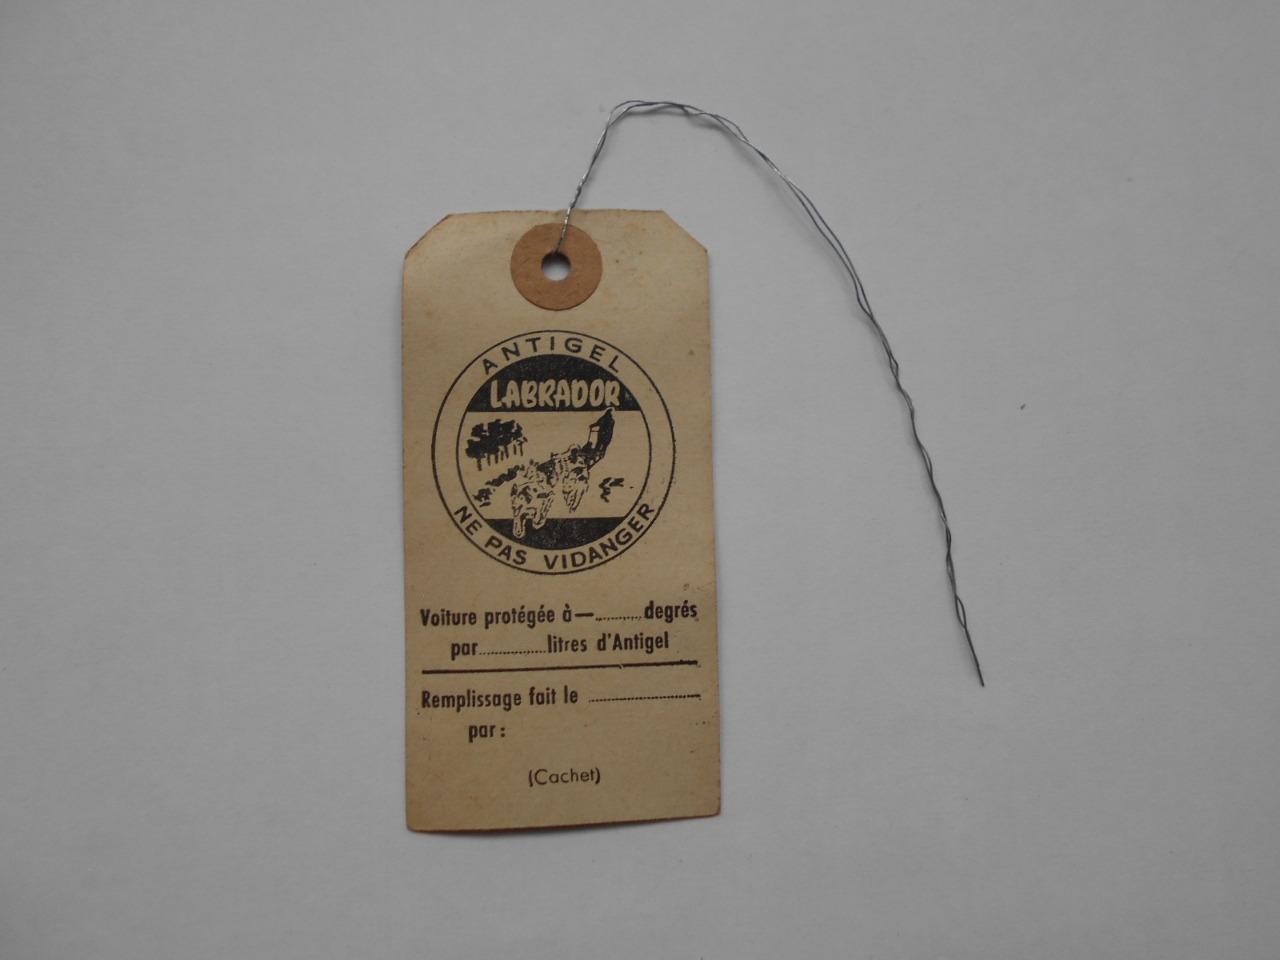 ANTIGEL
LABRADOR
NE PAS VIDANGER
Voiture protégée à—.......... degrés
par...............litres d'Antigel
Remplissage fait le ........................
par :
(Cachet)